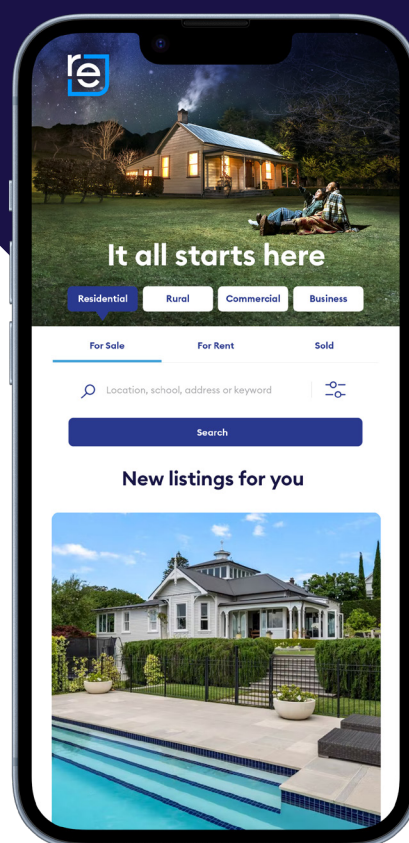 re
It all starts here
Residential Rural Commercial Business
For Sale For Rent Sold
Location, school, address or keyword
Search
New listings for you